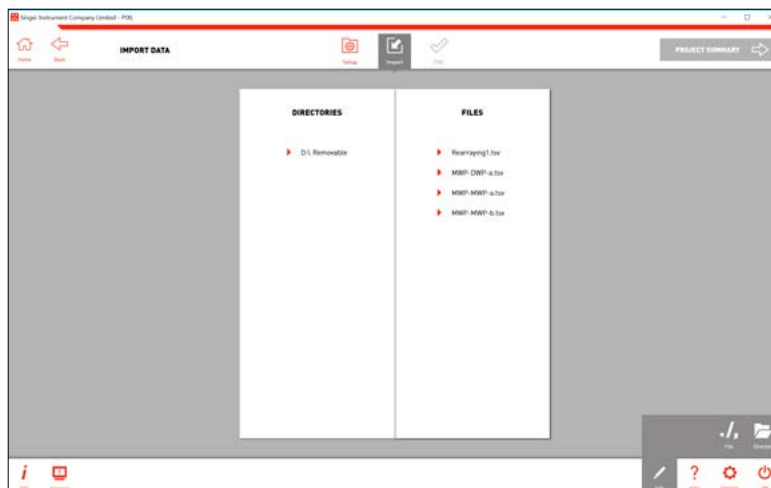 Singer Instrument Company Limited - PIXL
Home
Back
IMPORT DATA
Setup
Import
PIXL
PROJECT SUMMARY
DIRECTORIES
FILES
D:\ Removable
Rearraying1.tsv
MWP-DWP-a.tsv
MWP-MWP-a.tsv
MWP-MWP-b.tsv
File